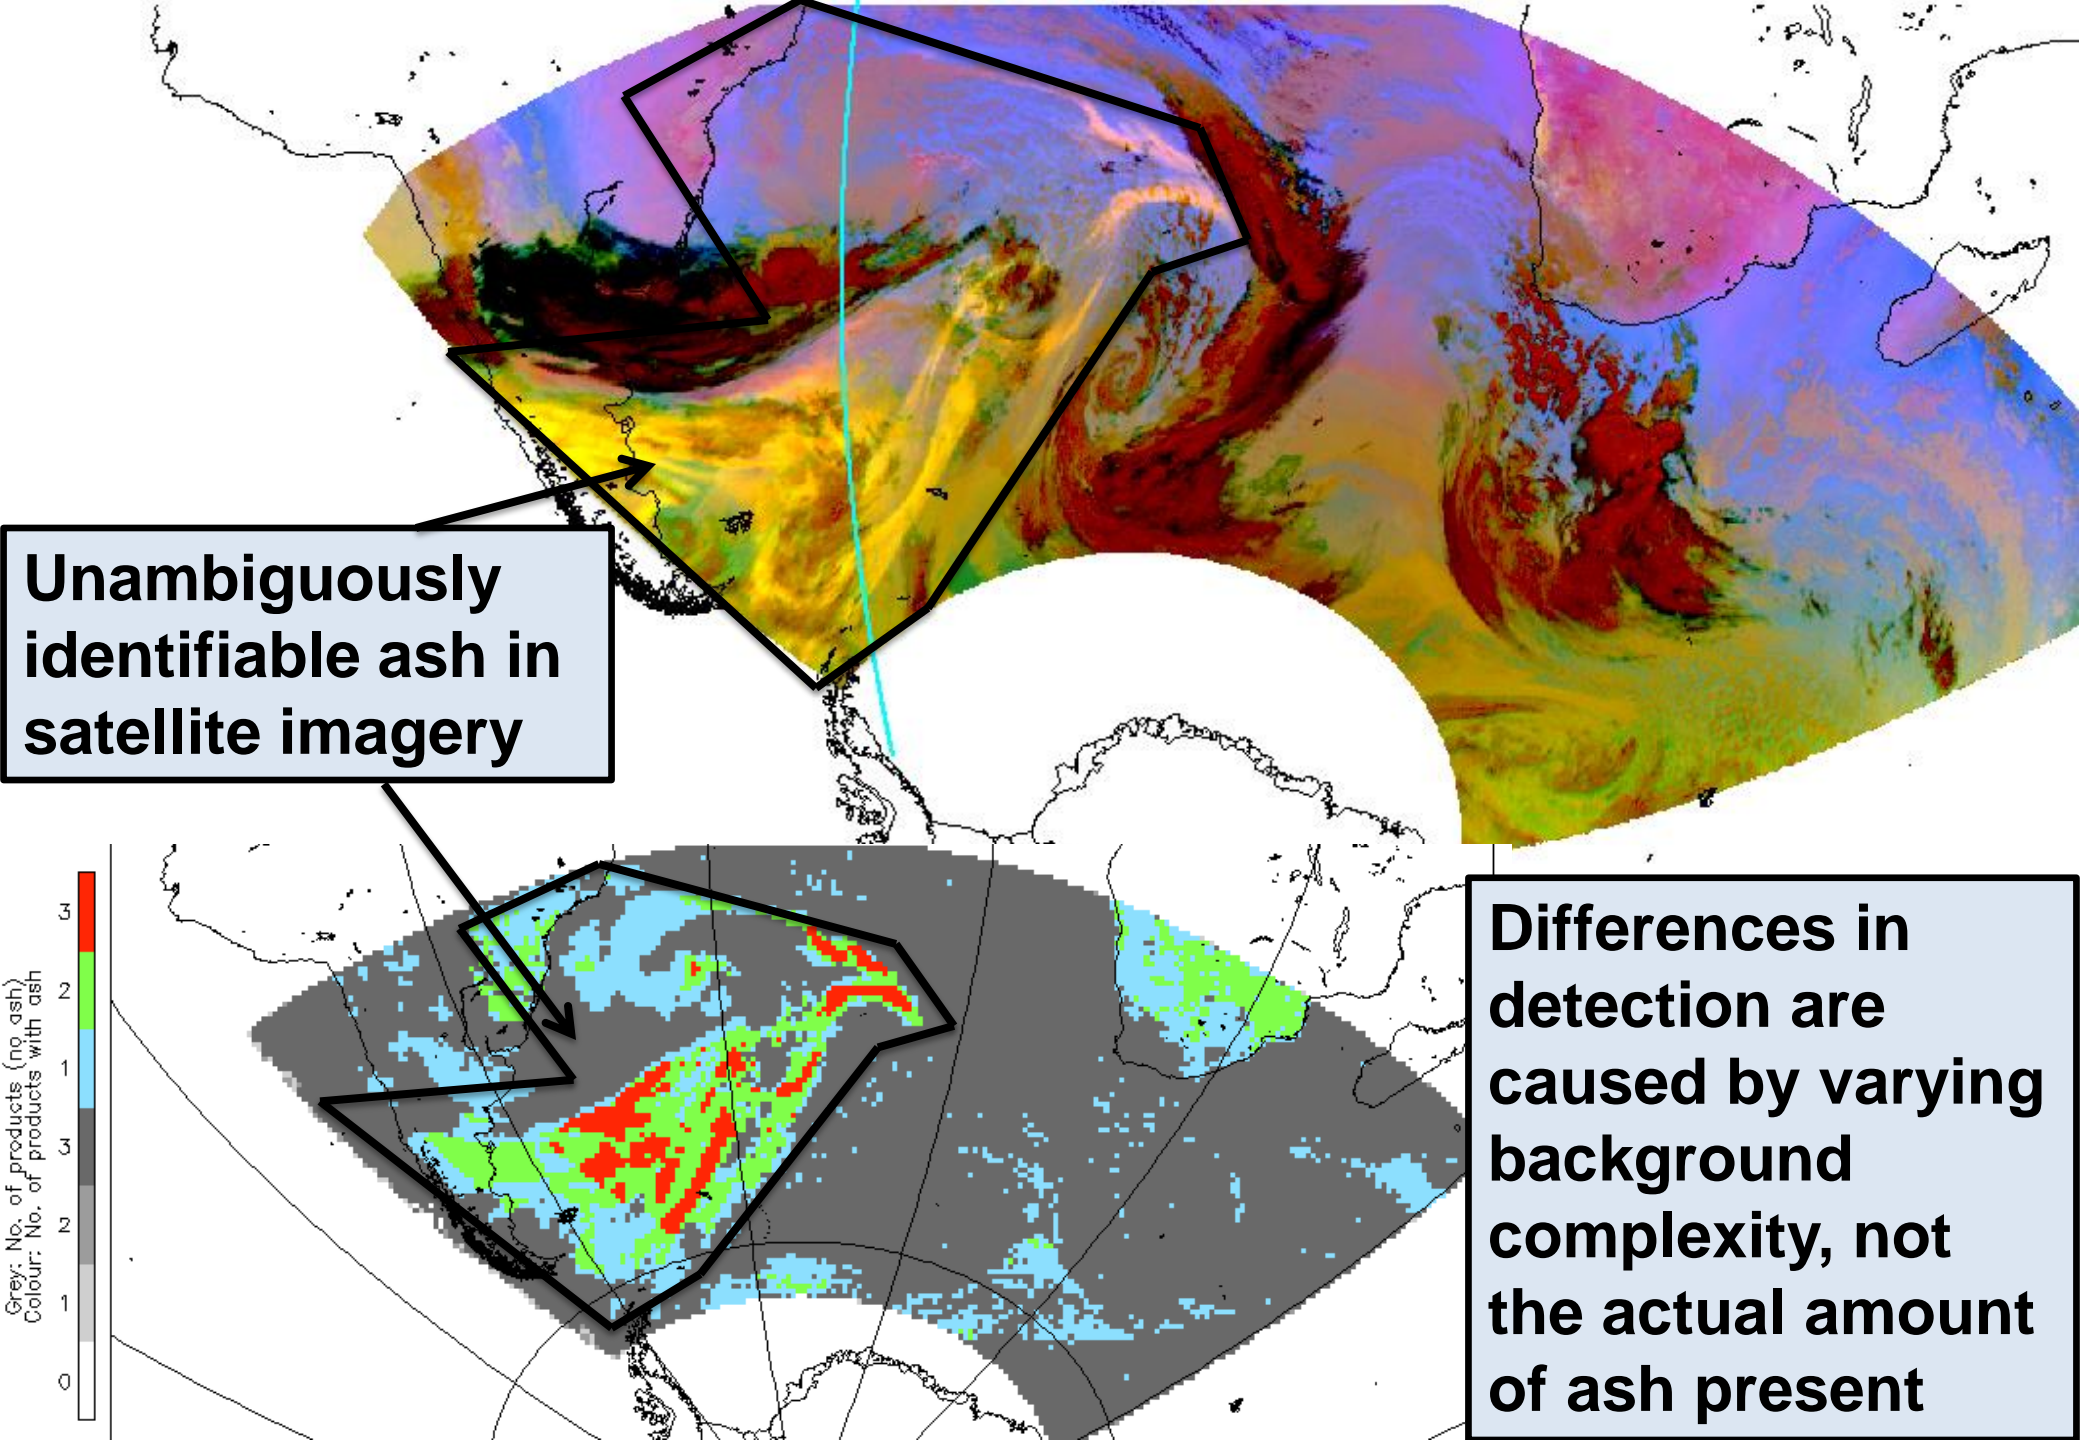 Unambiguously
identifiable ash in
satellite imagery
3
2
1
3
2
1
0
Grey: No. of products (no ash)
Colour: No. of products with ash
Differences in
detection are
caused by varying
background
complexity, not
the actual amount
of ash present